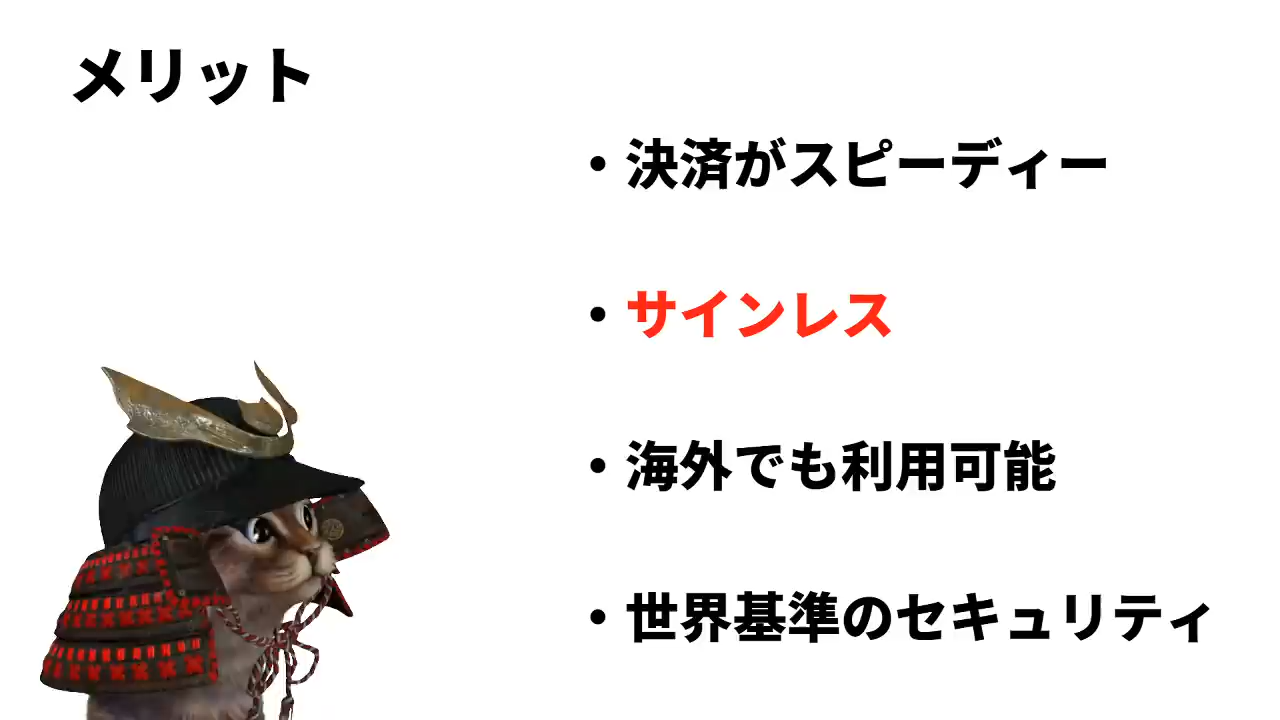 メリット
・決済がスピーディー
・サインレス
・海外でも利用可能
・世界基準のセキュリティ